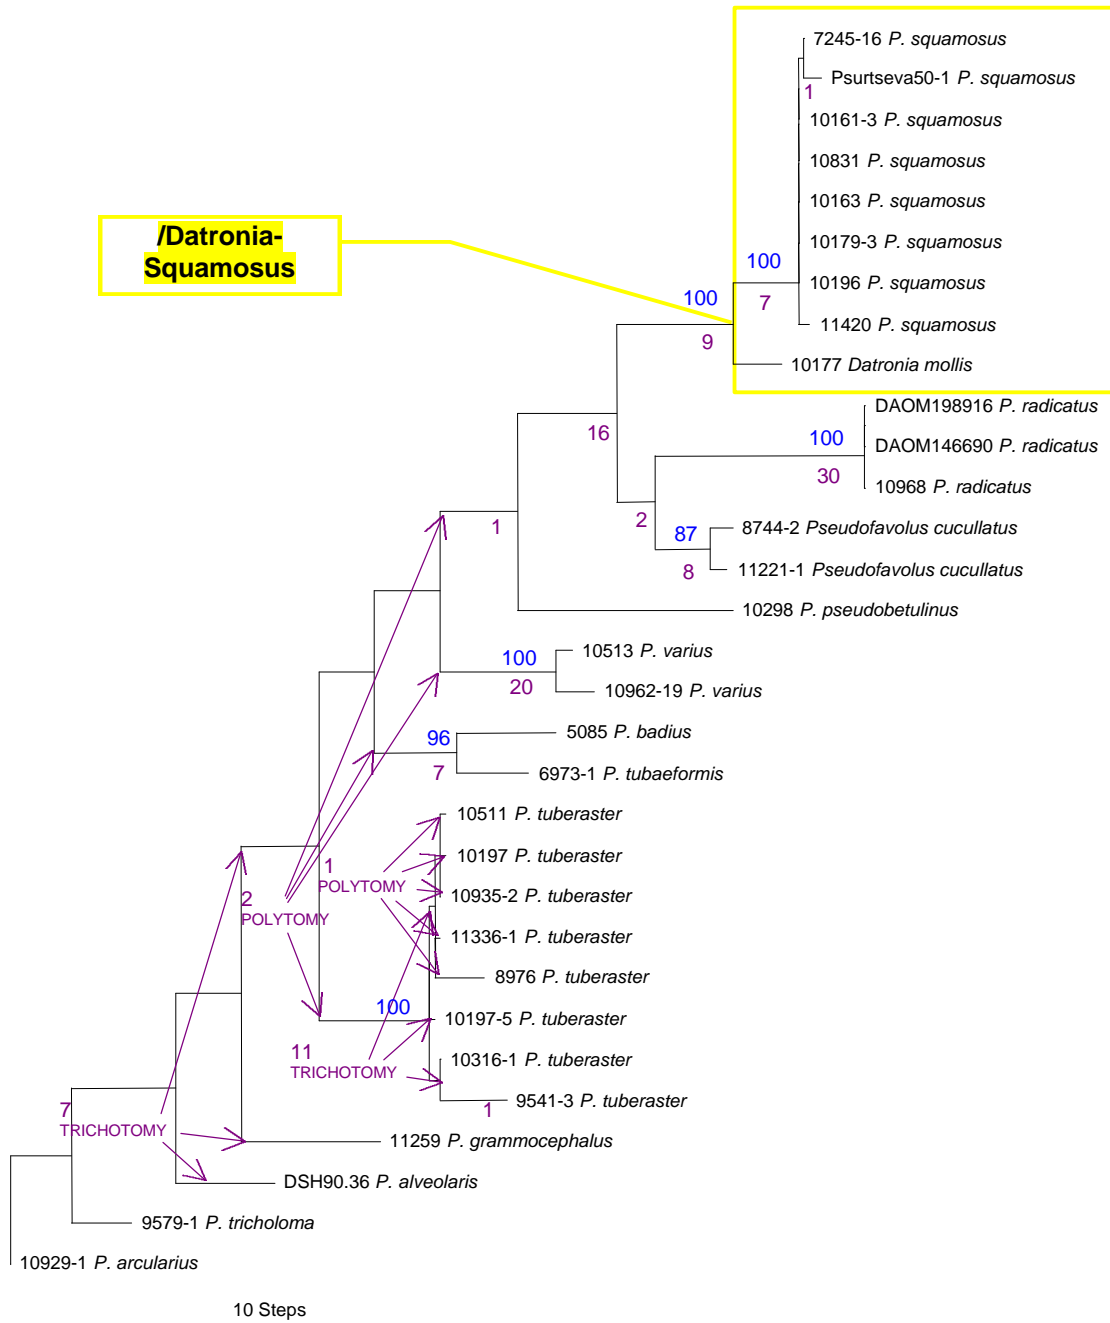 7245-16 P. squamosus
Psurtseva50-1 P. squamosus
1
10161-3 P. squamosus
10831 P. squamosus
10163 P. squamosus
/Datronia-
Squamosus
10179-3 P. squamosus
100
10196 P. squamosus
100
7
11420 P. squamosus
9
10177 Datronia mollis
DAOM198916 P. radicatus
16
100
DAOM146690 P. radicatus
30
10968 P. radicatus
1
2
87
8744-2 Pseudofavolus cucullatus
8
11221-1 Pseudofavolus cucullatus
10298 P. pseudobetulinus
10513 P. varius
100
20
10962-19 P. varius
5085 P. badius
96
7
6973-1 P. tubaeformis
10511 P. tuberaster
10197 P. tuberaster
1
POLYTOMY
10935-2 P. tuberaster
2
POLYTOMY
11336-1 P. tuberaster
8976 P. tuberaster
100
10197-5 P. tuberaster
11
TRICHOTOMY
10316-1 P. tuberaster
9541-3 P. tuberaster
1
7
TRICHOTOMY
11259 P. grammocephalus
DSH90.36 P. alveolaris
9579-1 P. tricholoma
10929-1 P. arcularius
10 Steps